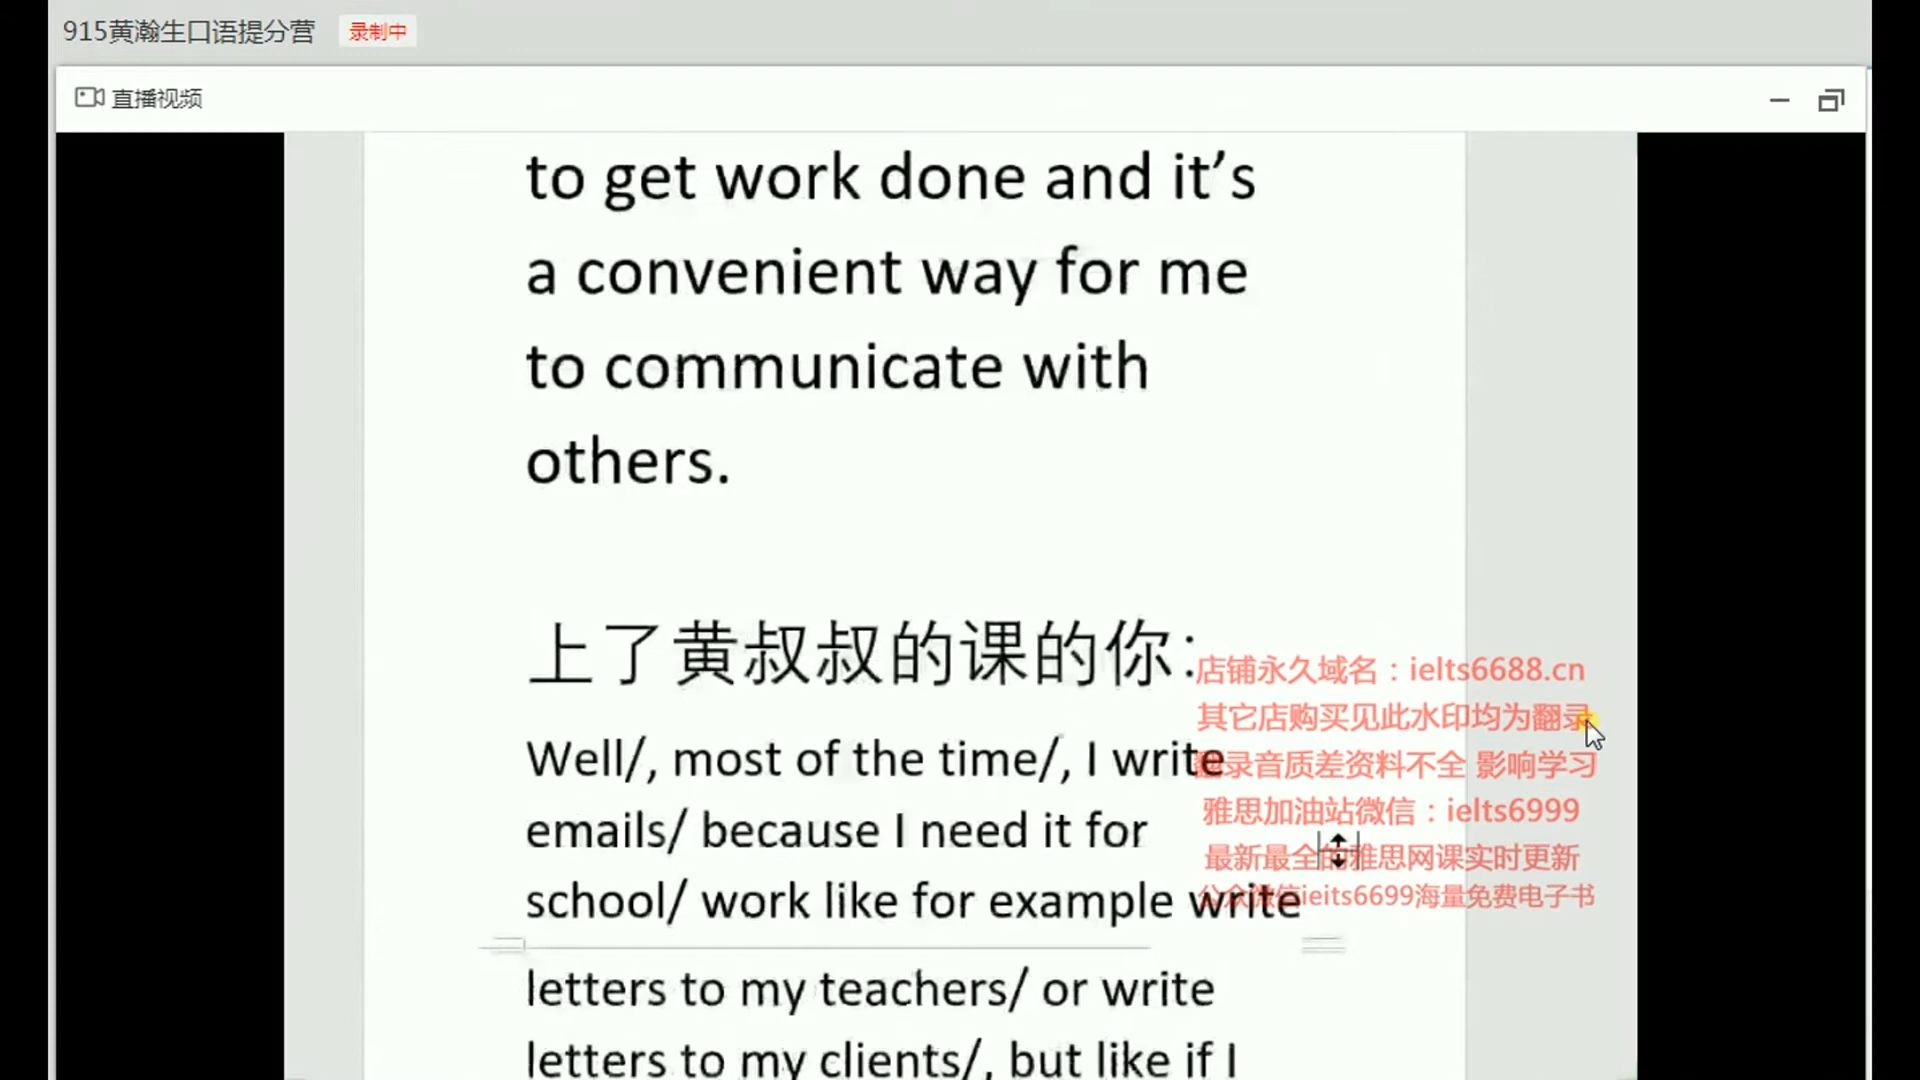 915黄瀚生口语提分营
录制中
直播视频
to get work done and it’s
a convenient way for me
to communicate with
others.
上了黄叔叔的课的你：
Well/, most of the time/, I write
emails/ because I need it for
school/ work like for example write
letters to my teachers/ or write
letters to my clients/, but like if I
店铺永久域名：ielts6688.cn
其它店购买见此水印均为翻录
翻录音质差资料不全 影响学习
雅思加油站微信：ielts6999
最新最全的雅思网课实时更新
公众微信ieits6699海量免费电子书